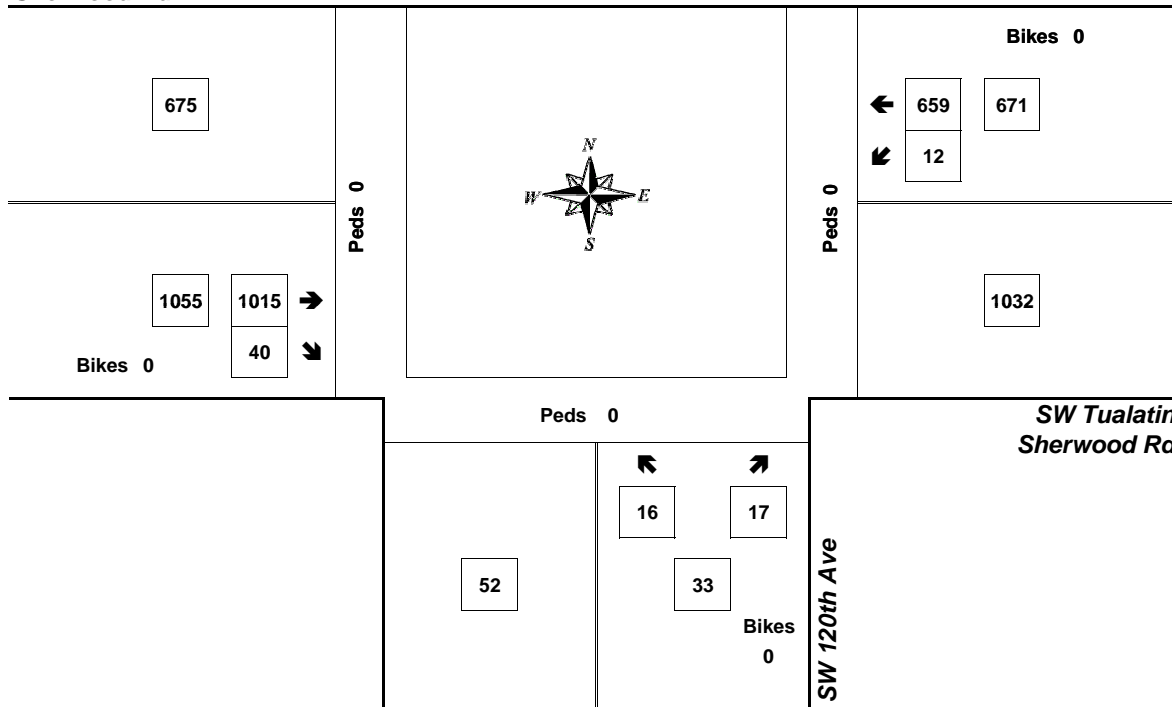 Bikes 0
675
659 671
12
N
W E
S
Peds 0
Peds 0
1055 1015
1032
40
Bikes 0
Peds 0
SW Tualatin
Sherwood Rd
16 17
52 33
Bikes
0
SW 120th Ave